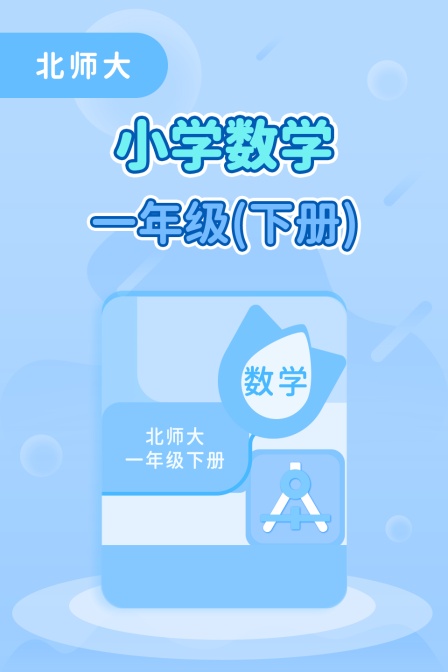 北师大
小学数学
一年级(下册)
数学
北师大
一年级下册